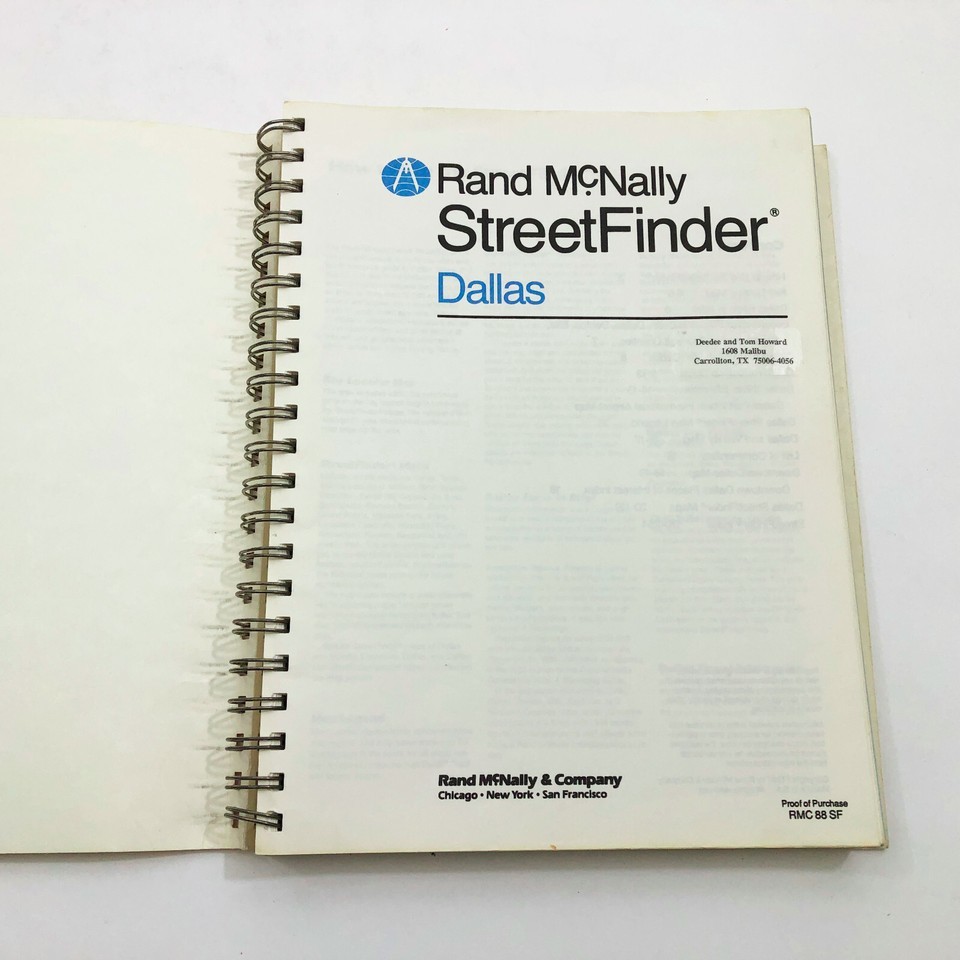 Rand McNally
StreetFinder®
Dallas
Deedee and Tom Howard
1608 Malibu
Carrollton, TX 75006-4056
Rand McNally & Company
Chicago • New York • San Francisco
Proof of Purchase
RMC 88 SF